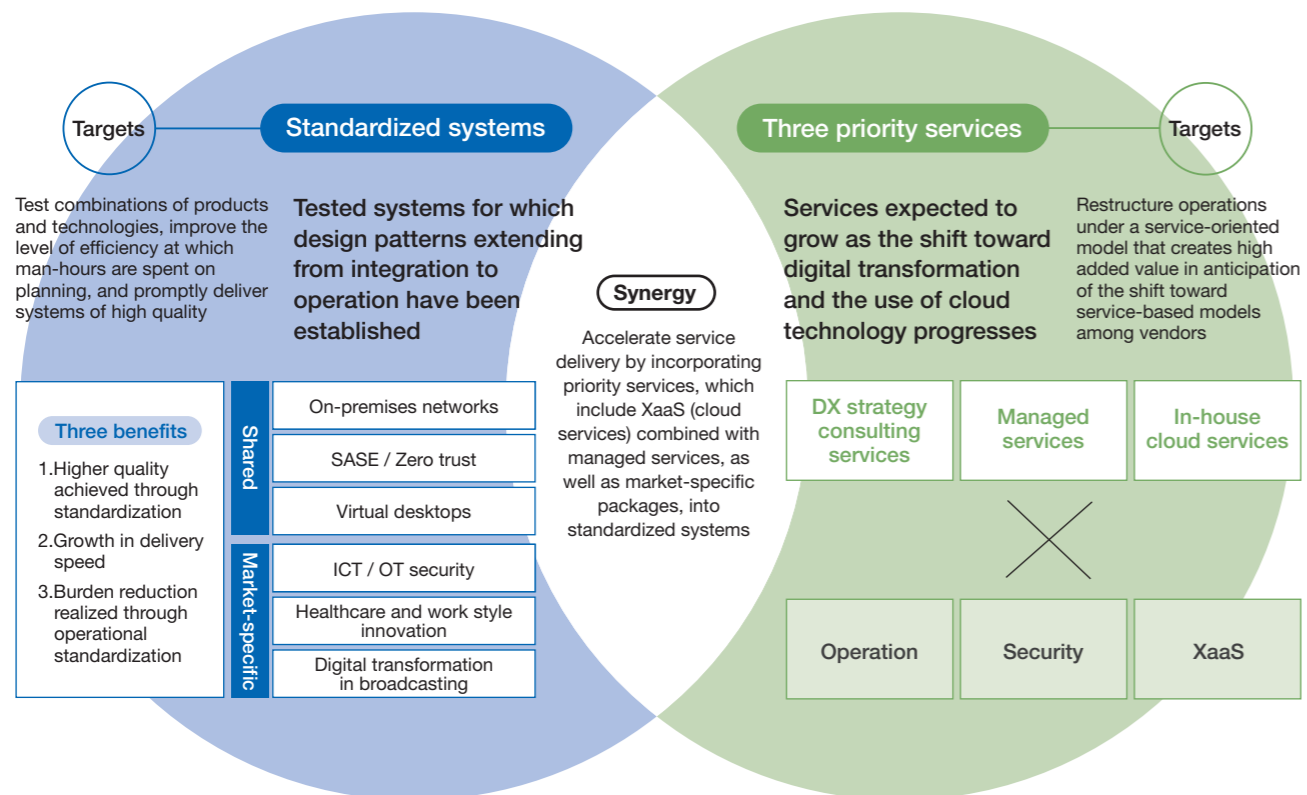 Targets
Standardized systems
Test combinations of products
and technologies, improve the
level of efficiency at which
man-hours are spent on
planning, and promptly deliver
systems of high quality
Tested systems for which
design patterns extending
from integration to
operation have been
established
Three benefits
1.Higher quality
achieved through
standardization
2.Growth in delivery
speed
3.Burden reduction
realized through
operational
standardization
Shared
On-premises networks
SASE / Zero trust
Virtual desktops
Market-specific
ICT / OT security
Healthcare and work style
innovation
Digital transformation
in broadcasting
Synergy
Accelerate service
delivery by incorporating
priority services, which
include XaaS (cloud
services) combined with
managed services, as
well as market-specific
packages, into
standardized systems
Three priority services
Targets
Services expected to
grow as the shift toward
digital transformation
and the use of cloud
technology progresses
Restructure operations
under a service-oriented
model that creates high
added value in anticipation
of the shift toward
service-based models
among vendors
DX strategy
consulting
services
Managed
services
In-house
cloud services
Operation
Security
XaaS